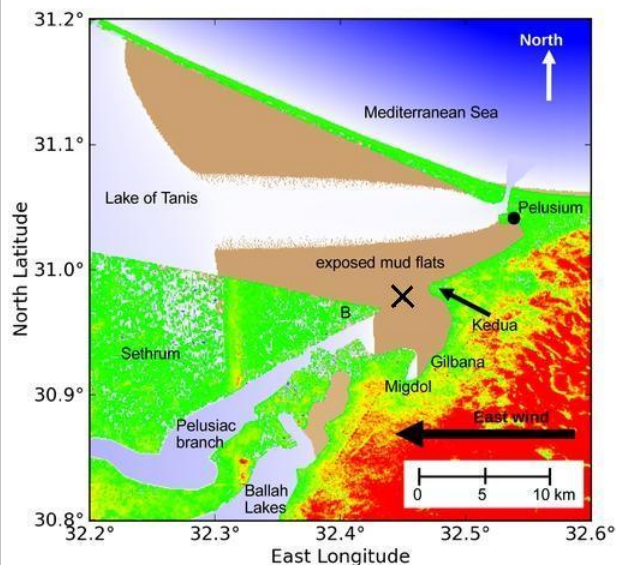 31.2°
31.1°
31.0°
30.9°
30.8°
North Latitude
North
Mediterranean Sea
Lake of Tanis
Pelusium
exposed mud flats
B
Kedua
Sethrum
Gilbana
Migdol
East wind
Pelusiac
branch
Ballah
Lakes
0 5 10 km
32.2° 32.3° 32.4° 32.5° 32.6°
East Longitude